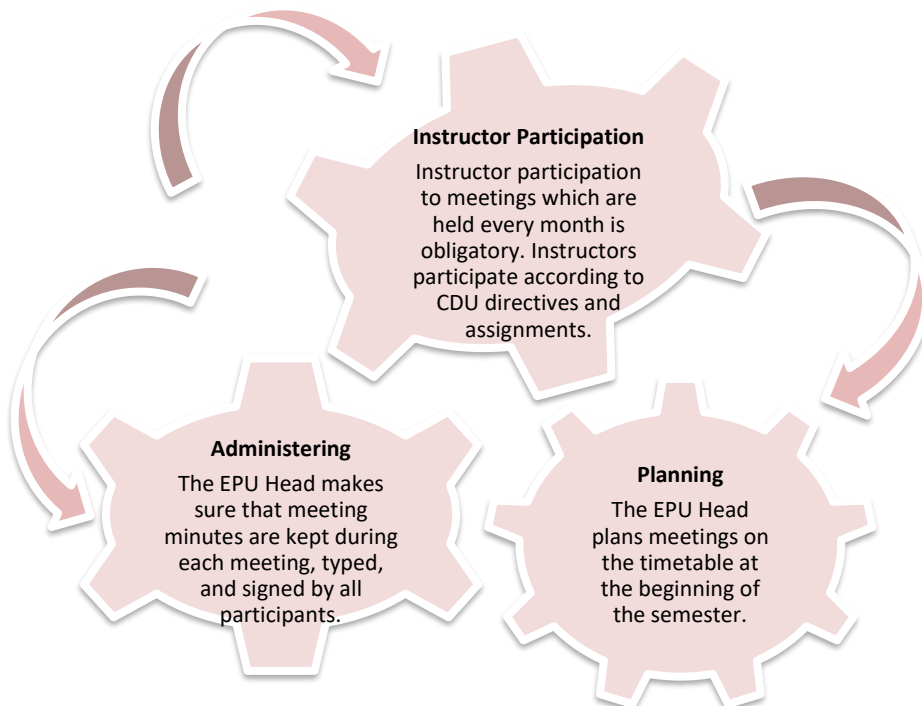 Instructor Participation
Instructor participation
to meetings which are
held every month is
obligatory. Instructors
participate according to
CDU directives and
assignments.
Administering
The EPU Head makes
sure that meeting
minutes are kept during
each meeting, typed,
and signed by all
participants.
Planning
The EPU Head
plans meetings on
the timetable at
the beginning of
the semester.